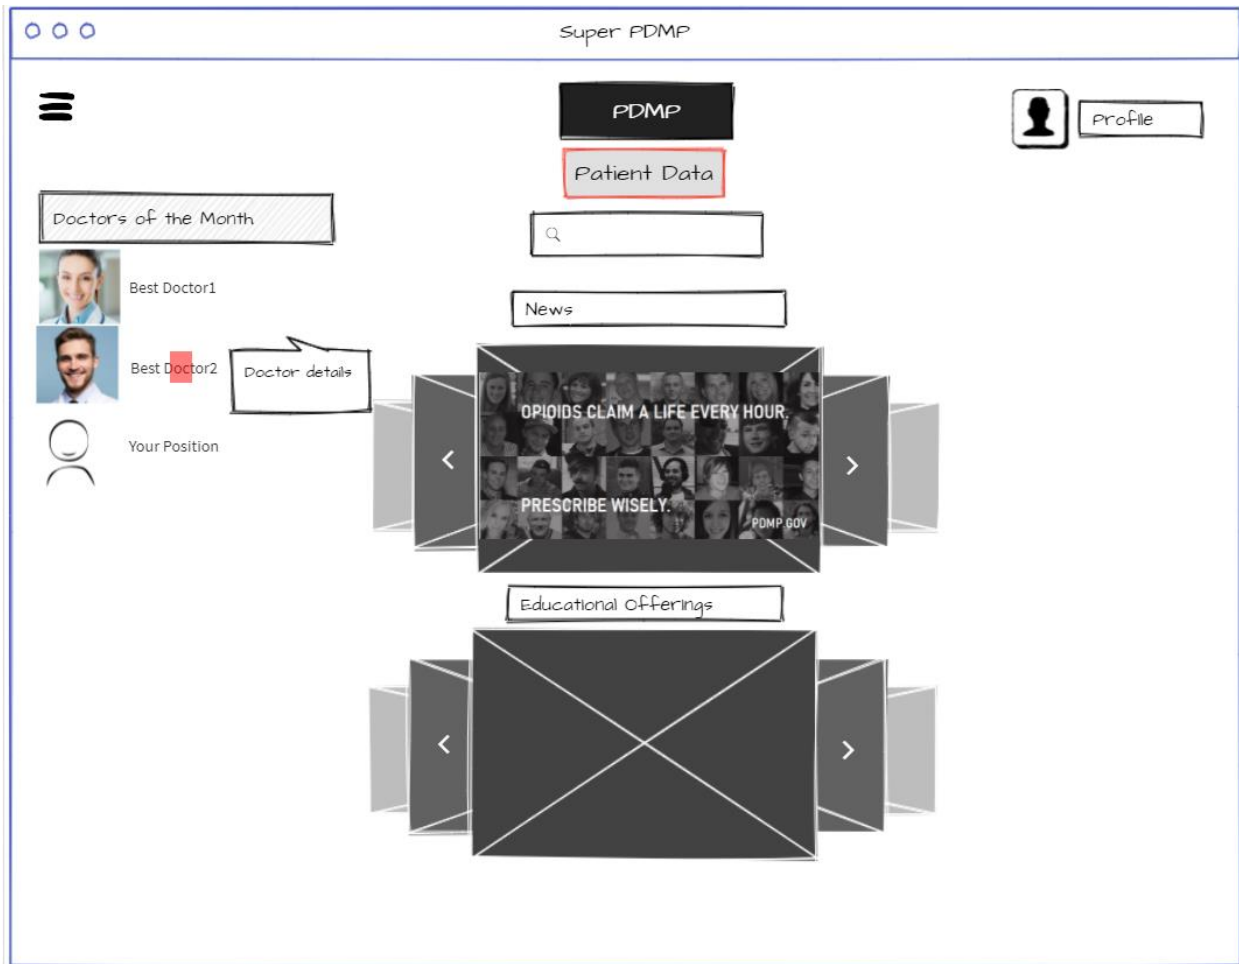 Super PDMP
PDMP
Profile
Patient Data
Doctors of the Month
Best Doctor1
Best Doctor2
Doctor details
Your Position
News
OPIOIDS CLAIM A LIFE EVERY HOUR.
PRESCRIBE WISELY.
PDMP.GOV
Educational Offerings